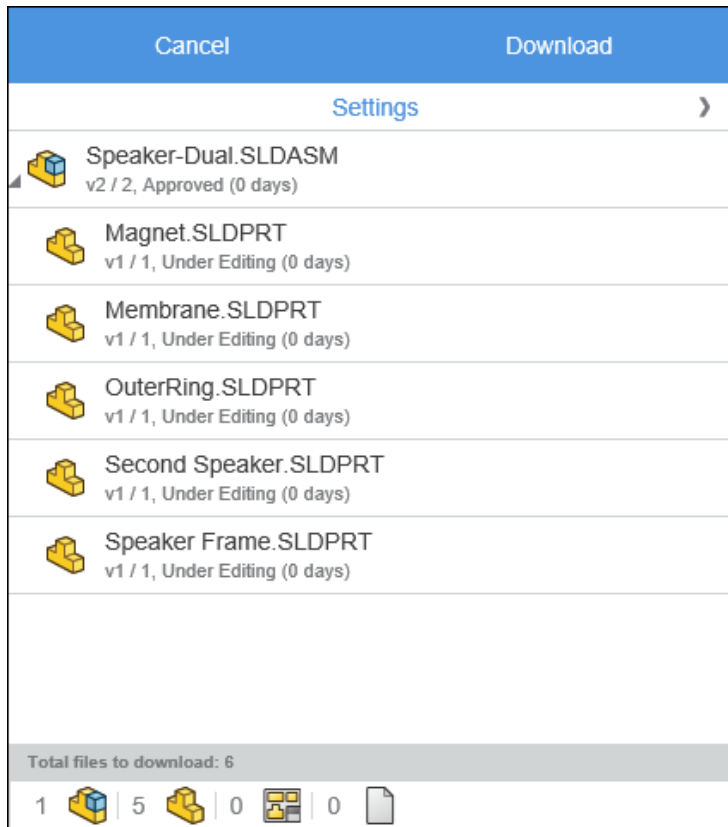 Cancel Download
Settings
Speaker-Dual.SLDASM
v2 / 2, Approved (0 days)
Magnet.SLDPRT
v1 / 1, Under Editing (0 days)
Membrane.SLDPRT
v1 / 1, Under Editing (0 days)
OuterRing.SLDPRT
v1 / 1, Under Editing (0 days)
Second Speaker.SLDPRT
v1 / 1, Under Editing (0 days)
Speaker Frame.SLDPRT
v1 / 1, Under Editing (0 days)
Total files to download: 6
1 5 0 0